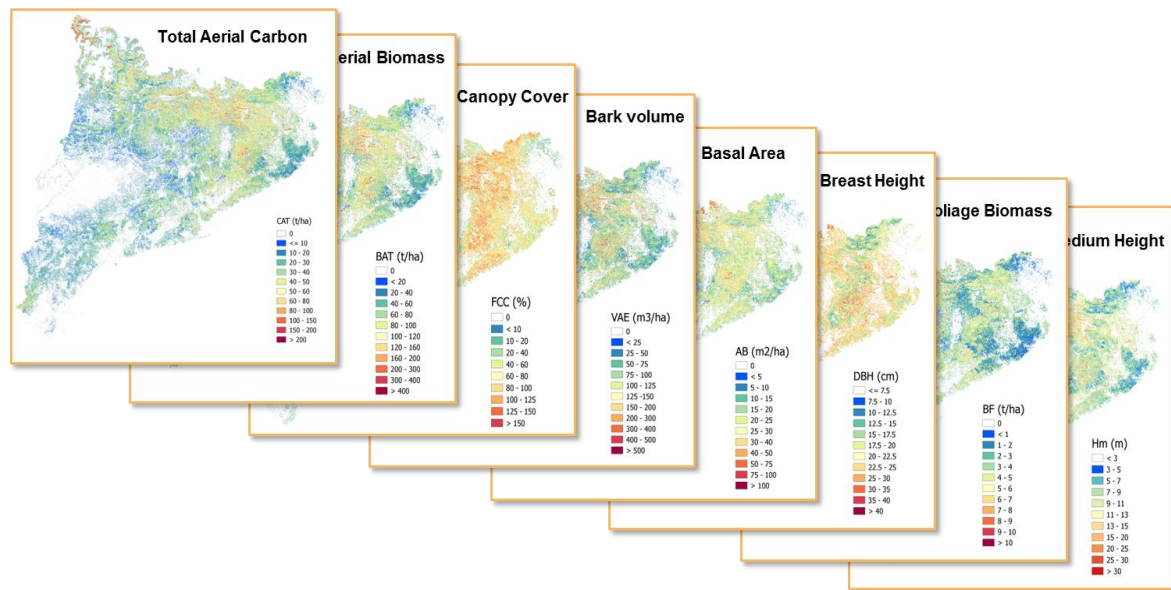 Total Aerial Carbon
CAT (t/ha)
0
<= 10
10 - 20
20 - 30
30 - 40
40 - 50
50 - 60
60 - 80
80 - 100
100 - 150
150 - 200
> 200
erial Biomass
BAT (t/ha)
0
< 20
20 - 40
40 - 60
60 - 80
80 - 100
100 - 120
120 - 160
160 - 200
200 - 300
300 - 400
> 400
Canopy Cover
FCC (%)
0
< 10
10 - 20
20 - 40
40 - 60
60 - 80
80 - 100
100 - 125
125 - 150
> 150
Bark volume
VAE (m3/ha)
0
< 25
25 - 50
50 - 75
75 - 100
100 - 125
125 -150
150 - 200
200 - 300
300 - 400
400 - 500
> 500
Basal Area
AB (m2/ha)
0
< 5
5 - 10
10 - 15
15 - 20
20 - 25
25 - 30
30 - 40
40 - 50
50 - 75
75 - 100
> 100
Breast Height
DBH (cm)
<= 7.5
7.5 - 10
10 - 12.5
12.5 - 15
15 - 17.5
17.5 - 20
20 - 22.5
22.5 - 25
25 - 30
30 - 35
35 - 40
> 40
oliage Biomass
BF (t/ha)
0
< 1
1 - 2
2 - 3
3 - 4
4 - 5
5 - 6
6 - 7
7 - 8
8 - 9
9 - 10
> 10
edium Height
Hm (m)
< 3
3 - 5
5 - 7
7 - 9
9 - 11
11 - 13
13 - 15
15 - 20
20 - 25
25 - 30
> 30